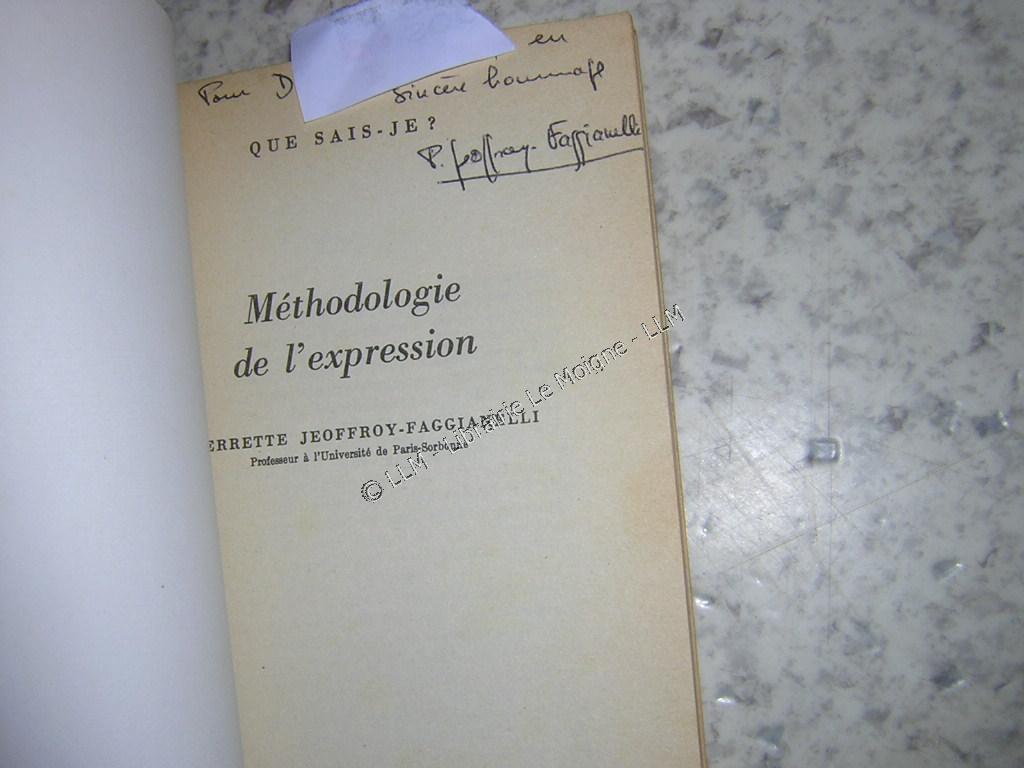 Pour D en
sincère hommage
P. Jeoffroy-Faggianelli
QUE SAIS-JE ?
Méthodologie
de l'expression
ERRETTE JEOFFROY-FAGGIANELLI
Professeur à l'Université de Paris-Sorbonne
© LLM - Librairie Le Moigne - LLM